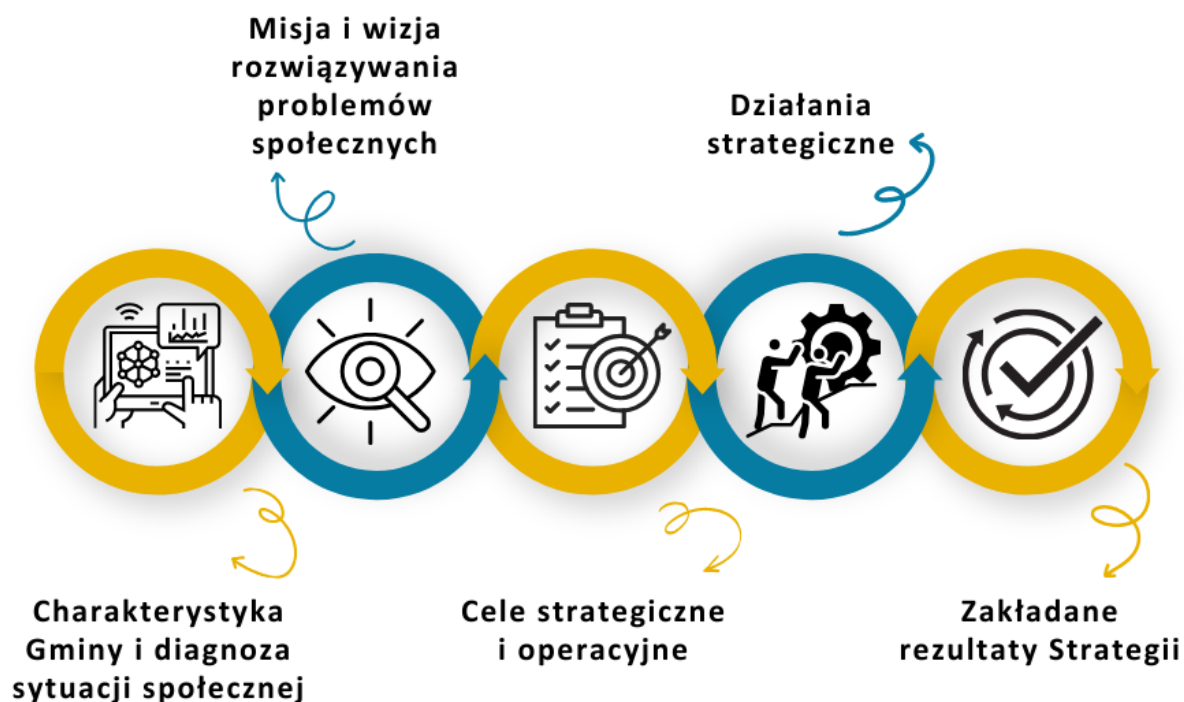 Misja i wizja
rozwiązywania
problemów
społecznych
Działania
strategiczne
Charakterystyka
Gminy i diagnoza
sytuacji społecznej
Cele strategiczne
i operacyjne
Zakładane
rezultaty Strategii